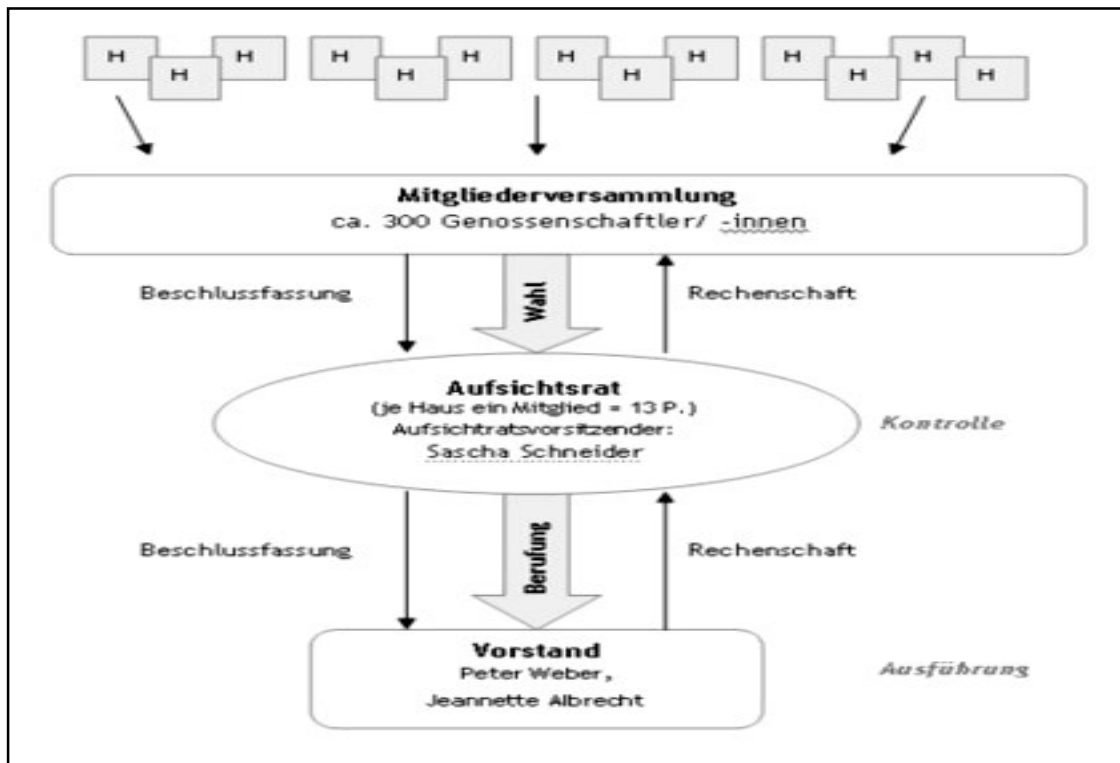 H H H H H H H H
H H H H H
Mitgliederversammlung
ca. 300 Genossenschaftler/ -innen
Beschlussfassung
Wahl
Rechenschaft
Aufsichtsrat
(je Haus ein Mitglied = 13 P.)
Aufsichtratsvorsitzender:
Sascha Schneider
Kontrolle
Beschlussfassung
Berufung
Rechenschaft
Vorstand
Peter Weber,
Jeannette Albrecht
Ausführung